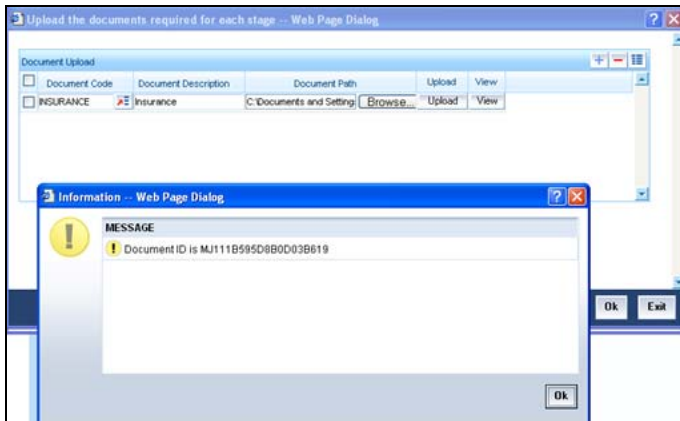 Upload the documents required for each stage -- Web Page Dialog
Document Upload
Document Code Document Description Document Path Upload View
INSURANCE Insurance C:\Documents and Setting Browse... Upload View
Information -- Web Page Dialog
MESSAGE
Document ID is MJ111B595D8B0D03B619
Ok Exit
Ok